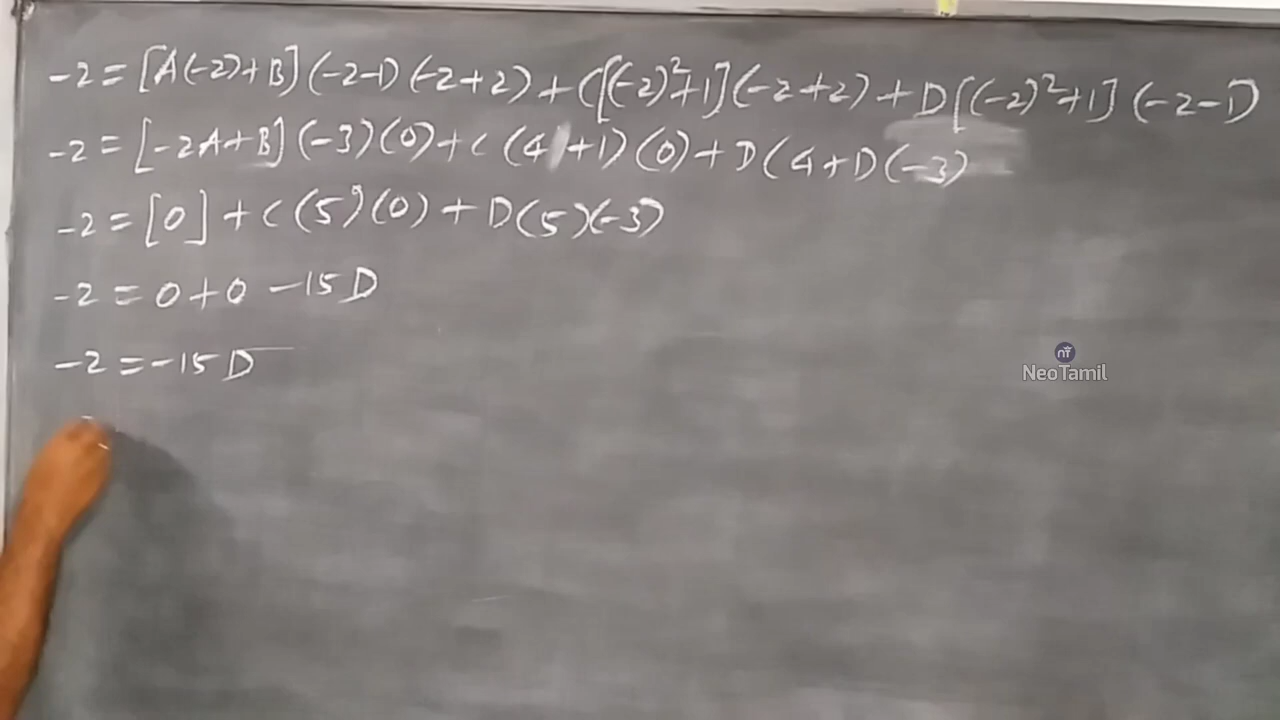 -2 = [A(-2)+B](-2-1)(-2+2) + C[(-2)²+1](-2+2) + D[(-2)²+1](-2-1)
-2 = [-2A+B](-3)(0) + C(4+1)(0) + D(4+1)(-3)
-2 = [0] + C(5)(0) + D(5)(-3)
-2 = 0+0 -15D
-2 = -15D
NeoTamil